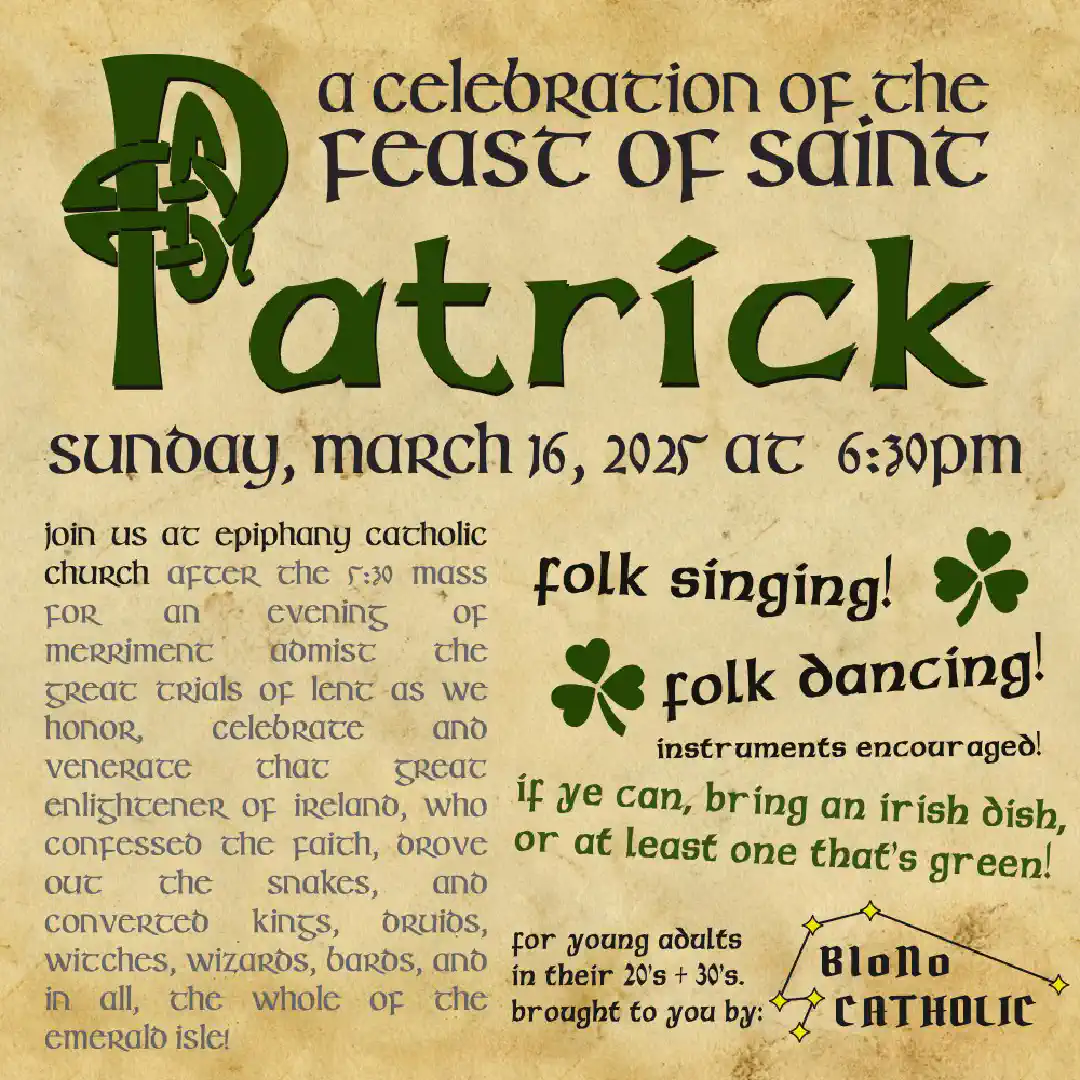 a celebration of the
feast of saint
Patríck
sunday, march 16, 2025 at 6:30pm
join us at epiphany catholic
church after the 5:30 mass
for an evening of
merriment admist the
great trials of lent as we
honor, celebrate and
venerate that great
enlightener of ireland, who
confessed the faith, drove
out the snakes, and
converted kings, druids,
witches, wizards, bards, and
in all, the whole of the
emerald isle!
folk singing!
folk dancing!
instruments encouraged!
if ye can, bring an irish dish,
or at least one that's green!
for young adults
in their 20's + 30's.
brought to you by:
BloNo
CATHOLIC